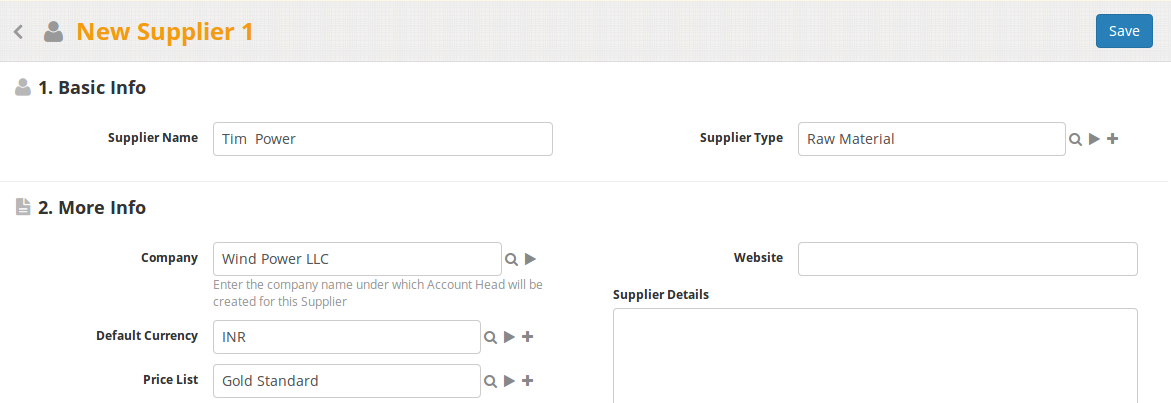 New Supplier 1
Save
1. Basic Info
Supplier Name
Tim  Power
Supplier Type
Raw Material
2. More Info
Company
Wind Power LLC
Enter the company name under which Account Head will be
created for this Supplier
Default Currency
INR
Price List
Gold Standard
Website
Supplier Details